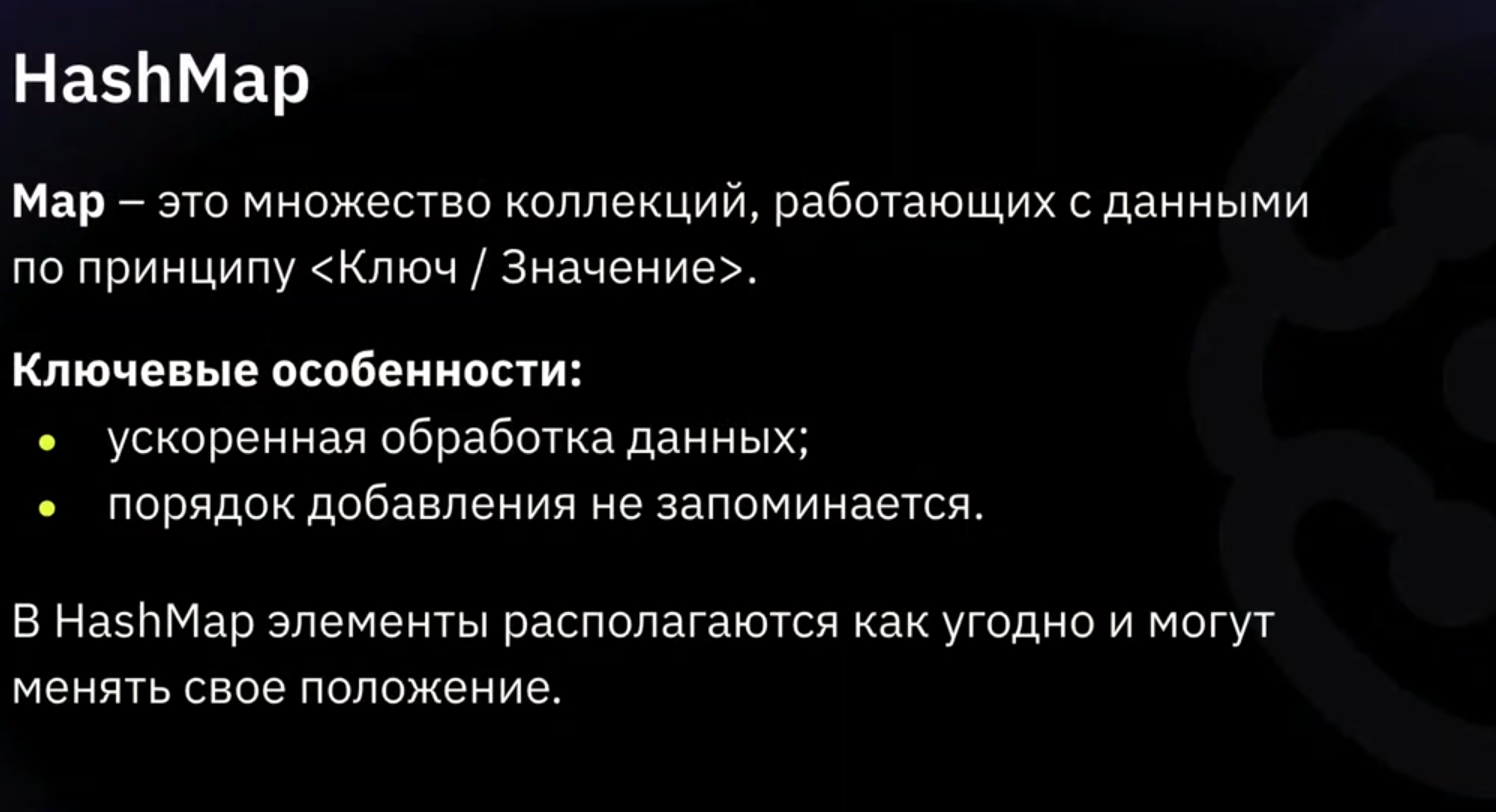 HashMap
Map – это множество коллекций, работающих с данными
по принципу <Ключ / Значение>.
Ключевые особенности:
• ускоренная обработка данных;
• порядок добавления не запоминается.
В HashMap элементы располагаются как угодно и могут
менять свое положение.